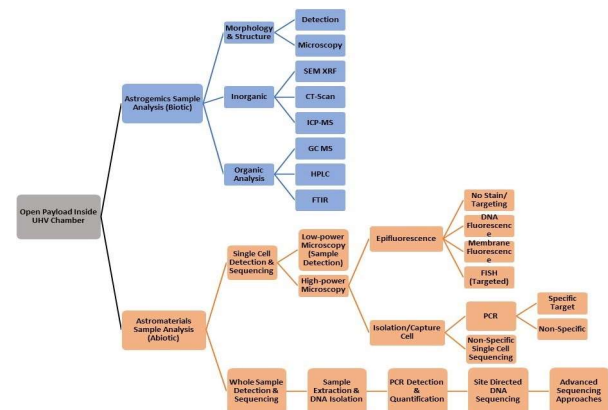 Open Payload Inside
UHV Chamber
Astrogemics Sample
Analysis (Biotic)
Morphology
& Structure
Detection
Microscopy
Inorganic
SEM XRF
CT-Scan
ICP-MS
Organic
Analysis
GC MS
HPLC
FTIR
Astromaterials
Sample Analysis
(Abiotic)
Single Cell
Detection &
Sequencing
Low-power
Microscopy
(Sample
Detection)
High-power
Microscopy
Epifluorescence
No Stain/
Targeting
DNA
Fluorescenc
e
Membrane
Fluorescenc
e
FISH
(Targeted)
Isolation/Capture
Cell
PCR
Specific
Target
Non-Specific
Non-Specific
Single Cell
Sequencing
Whole Sample
Detection &
Sequencing
Sample
Extraction &
DNA Isolation
PCR Detection
&
Quantification
Site Directed
DNA
Sequencing
Advanced
Sequencing
Approaches